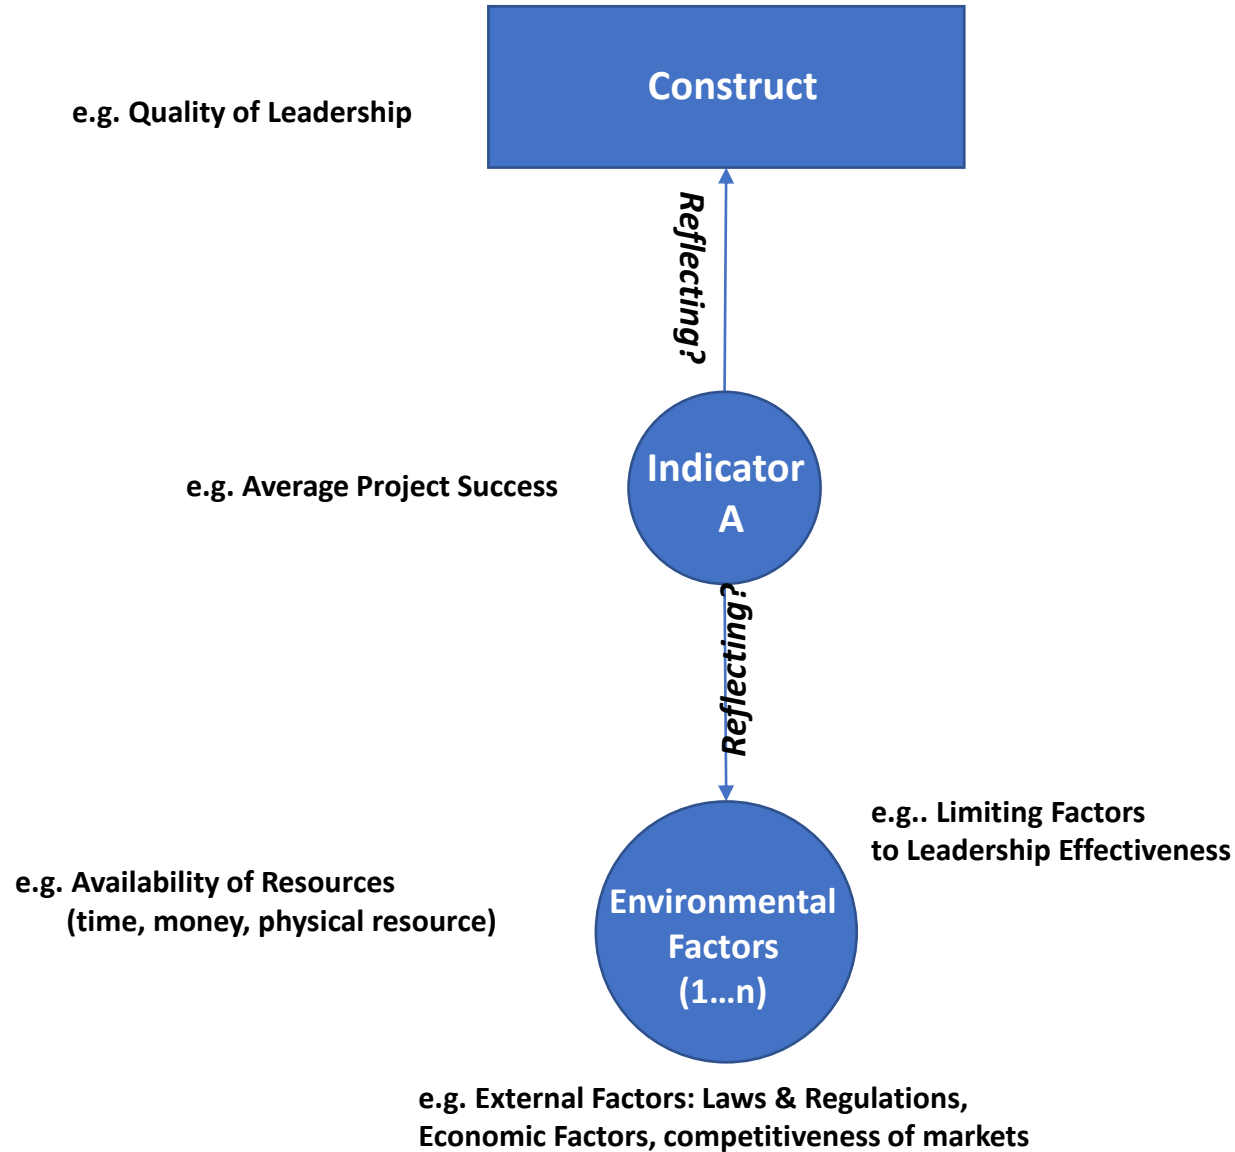 Construct
e.g. Quality of Leadership
Reflecting?
Indicator
A
e.g. Average Project Success
Reflecting?
e.g.. Limiting Factors
to Leadership Effectiveness
e.g. Availability of Resources
(time, money, physical resource)
Environmental
Factors
(1...n)
e.g. External Factors: Laws & Regulations,
Economic Factors, competitiveness of markets